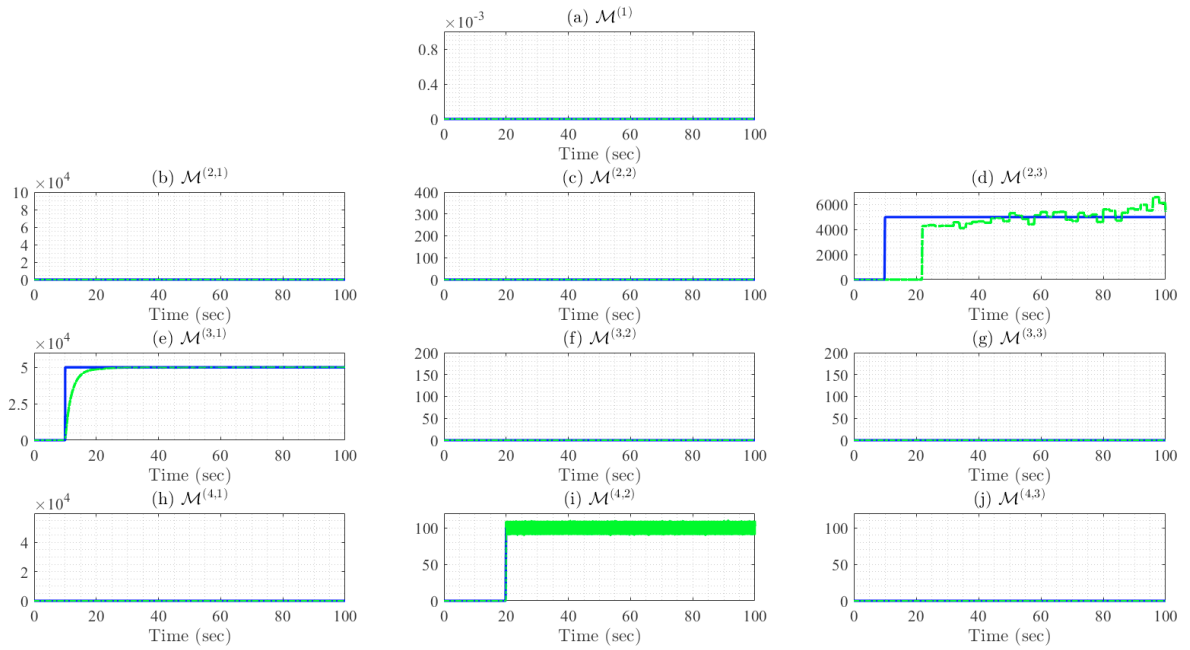 (a) ℳ⁽¹⁾
×10⁻³
0.8
0.4
0
0 20 40 60 80 100
Time (sec)
(b) ℳ⁽²,¹⁾
×10⁴
10
8
6
4
2
0
0 20 40 60 80 100
Time (sec)
(c) ℳ⁽²,²⁾
400
300
200
100
0
0 20 40 60 80 100
Time (sec)
(d) ℳ⁽²,³⁾
6000
4000
2000
0
0 20 40 60 80 100
Time (sec)
(e) ℳ⁽³,¹⁾
×10⁴
5
2.5
0
0 20 40 60 80 100
Time (sec)
(f) ℳ⁽³,²⁾
200
150
100
50
0
0 20 40 60 80 100
Time (sec)
(g) ℳ⁽³,³⁾
200
150
100
50
0
0 20 40 60 80 100
Time (sec)
(h) ℳ⁽⁴,¹⁾
×10⁴
4
2
0
0 20 40 60 80 100
Time (sec)
(i) ℳ⁽⁴,²⁾
100
50
0
0 20 40 60 80 100
Time (sec)
(j) ℳ⁽⁴,³⁾
100
50
0
0 20 40 60 80 100
Time (sec)